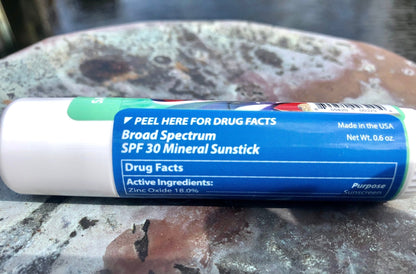 ▼ PEEL HERE FOR DRUG FACTS
Broad Spectrum
SPF 30 Mineral Sunstick
Made in the USA
Net Wt. 0.6 oz.
Drug Facts
Active Ingredients:
Purpose
Zinc Oxide 18.0%
Sunscreen